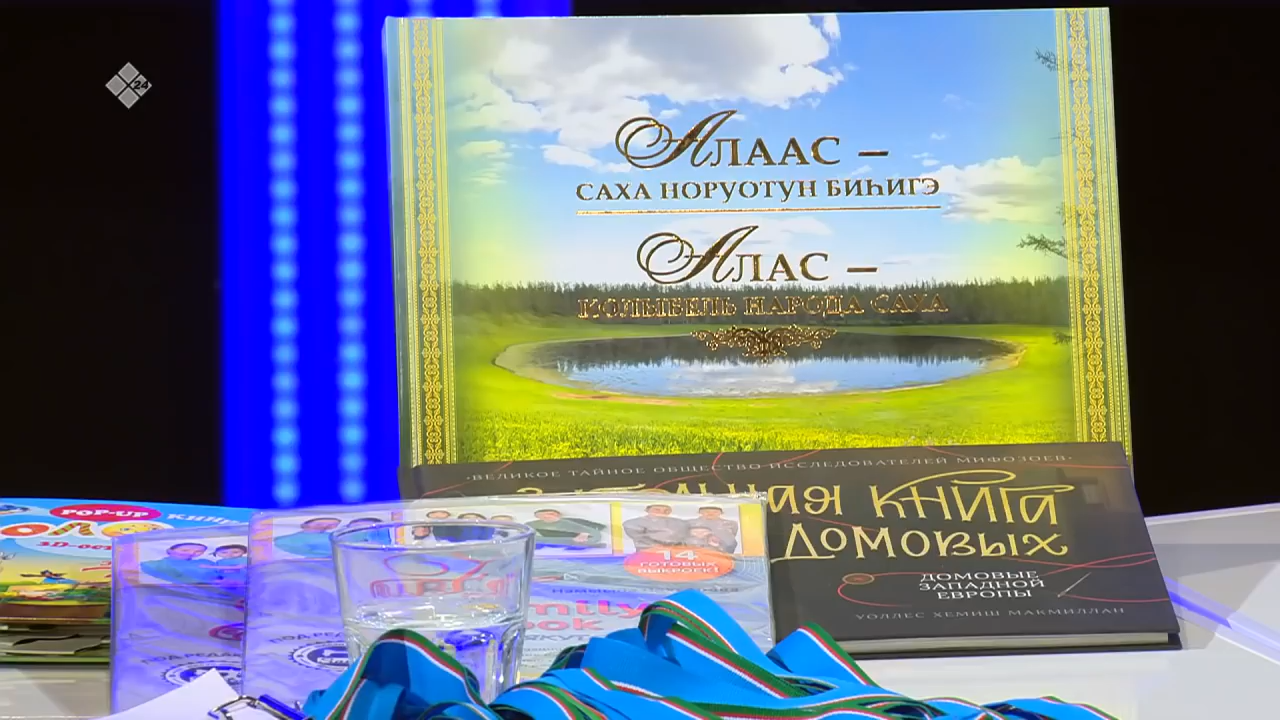 x24
Алаас –
саха норуотун биһигэ
Алас –
колыбель народа саха
•ВЕЛИКОЕ ТАЙНОЕ ОБЩЕСТВО ИССЛЕДОВАТЕЛЕЙ МИФОЗОЕВ•
КНИГА
ДОМОВЫХ
ДОМОВЫЕ
ЗАПАДНОЙ
ЕВРОПЫ
УОЛЛЕС ХЕМИШ МАКМИЛЛАН
POP-UP
14
ГОТОВЫХ
ВЫКРОЕК!